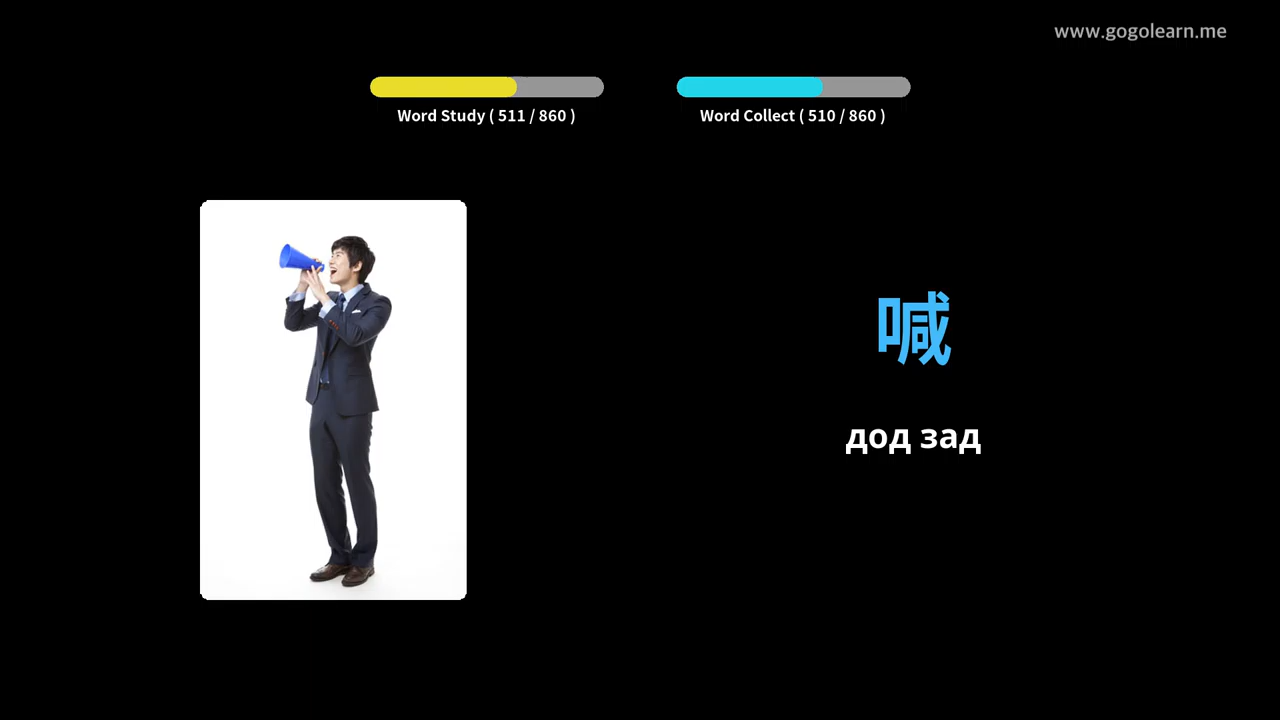 www.gogolearn.me
Word Study ( 511 / 860 )
Word Collect ( 510 / 860 )
喊
дод зад